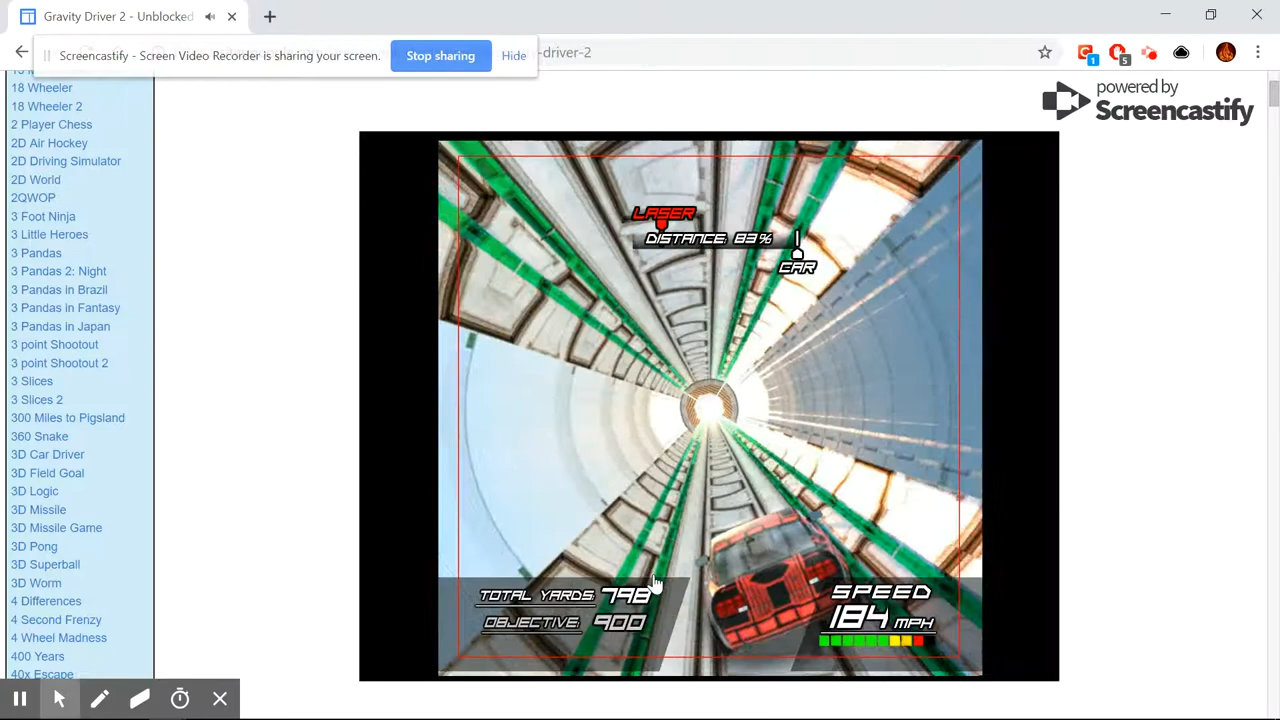 Gravity Driver 2 - Unblocked
Screencastify - Screen Video Recorder is sharing your screen.
Stop sharing
Hide
-driver-2
1
5
powered by
Screencastify
18 Wheeler
18 Wheeler 2
2 Player Chess
2D Air Hockey
2D Driving Simulator
2D World
2QWOP
3 Foot Ninja
3 Little Heroes
3 Pandas
3 Pandas 2: Night
3 Pandas in Brazil
3 Pandas in Fantasy
3 Pandas in Japan
3 point Shootout
3 point Shootout 2
3 Slices
3 Slices 2
300 Miles to Pigsland
360 Snake
3D Car Driver
3D Field Goal
3D Logic
3D Missile
3D Missile Game
3D Pong
3D Superball
3D Worm
4 Differences
4 Second Frenzy
4 Wheel Madness
400 Years
40x Escape
LASER
DISTANCE: 83%
CAR
TOTAL YARDS: 798
OBJECTIVE: 900
SPEED
184 MPH